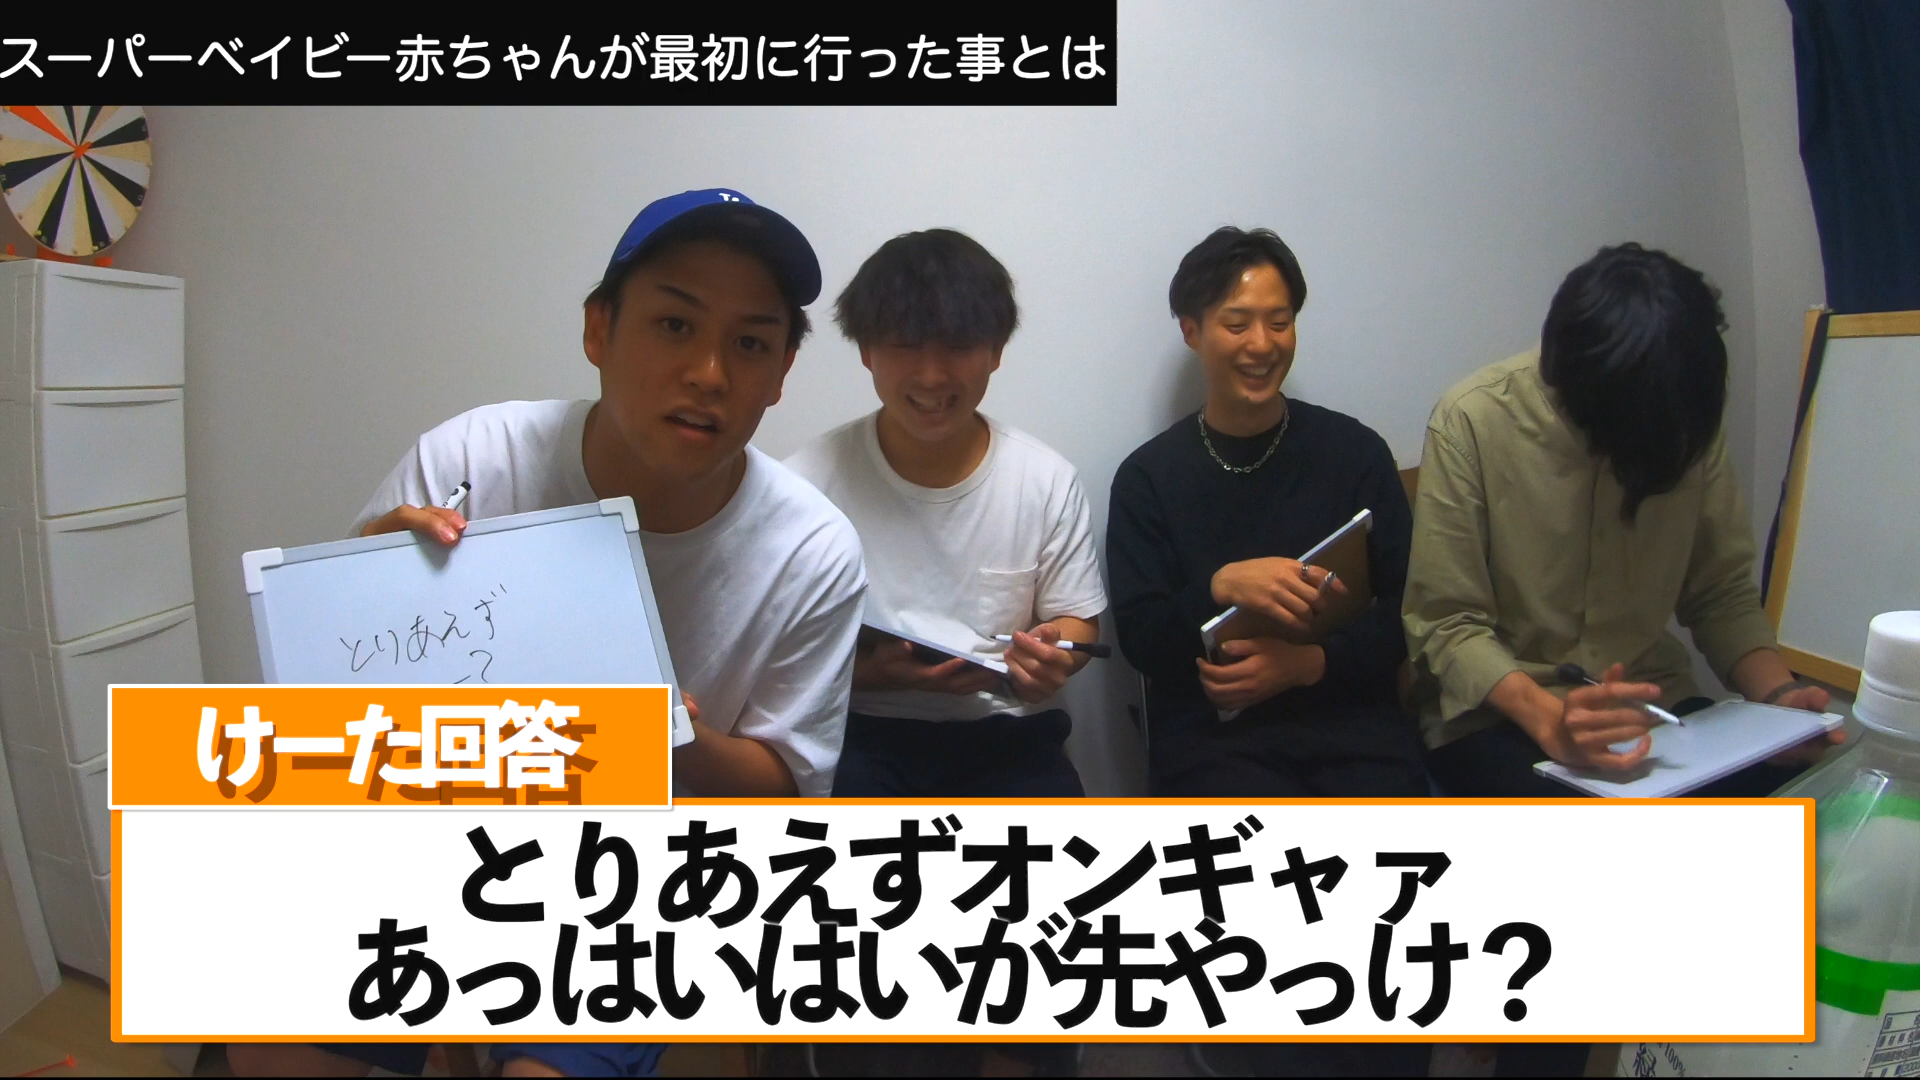 スーパーベイビー赤ちゃんが最初に行った事とは
とりあえず
けーた回答
とりあえずオンギャァ
あっはいはいが先やっけ？
100%